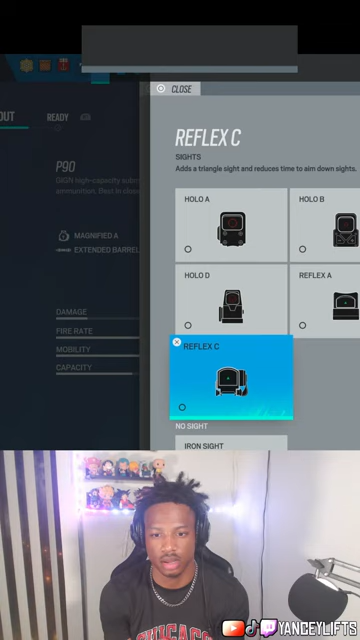 CLOSE
OUT
READY
REFLEX C
SIGHTS
Adds a triangle sight and reduces time to aim down sights.
P90
MAGNIFIED A
EXTENDED BARREL
HOLO A
HOLO B
HOLO D
REFLEX A
DAMAGE
FIRE RATE
MOBILITY
CAPACITY
REFLEX C
NO SIGHT
IRON SIGHT
CHICAGO
YANCEYLIFTS